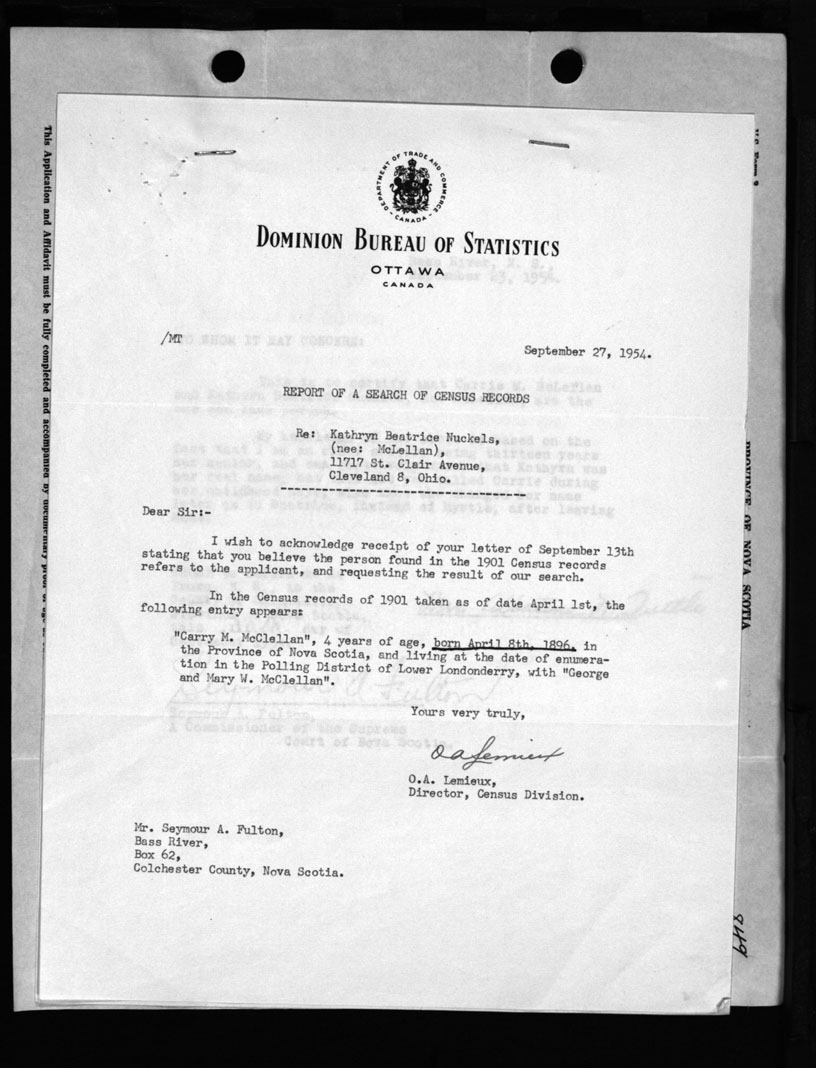 DEPARTMENT OF TRADE AND COMMERCE
- CANADA -
DOMINION BUREAU OF STATISTICS
OTTAWA
CANADA
/MT
September 27, 1954.
REPORT OF A SEARCH OF CENSUS RECORDS
Re: Kathryn Beatrice Nuckels,
(nee: McLellan),
11717 St. Clair Avenue,
Cleveland 8, Ohio.
Dear Sir:-
I wish to acknowledge receipt of your letter of September 13th
stating that you believe the person found in the 1901 Census records
refers to the applicant, and requesting the result of our search.
In the Census records of 1901 taken as of date April 1st, the
following entry appears:
"Carry M. McClellan", 4 years of age, born April 8th, 1896, in
the Province of Nova Scotia, and living at the date of enumera-
tion in the Polling District of Lower Londonderry, with "George
and Mary W. McClellan".
Yours very truly,
O A Lemieux
O.A. Lemieux,
Director, Census Division.
Mr. Seymour A. Fulton,
Bass River,
Box 62,
Colchester County, Nova Scotia.
This Application and Affidavit must be fully completed and accompanied by documentary proof of age
PROVINCE OF NOVA SCOTIA